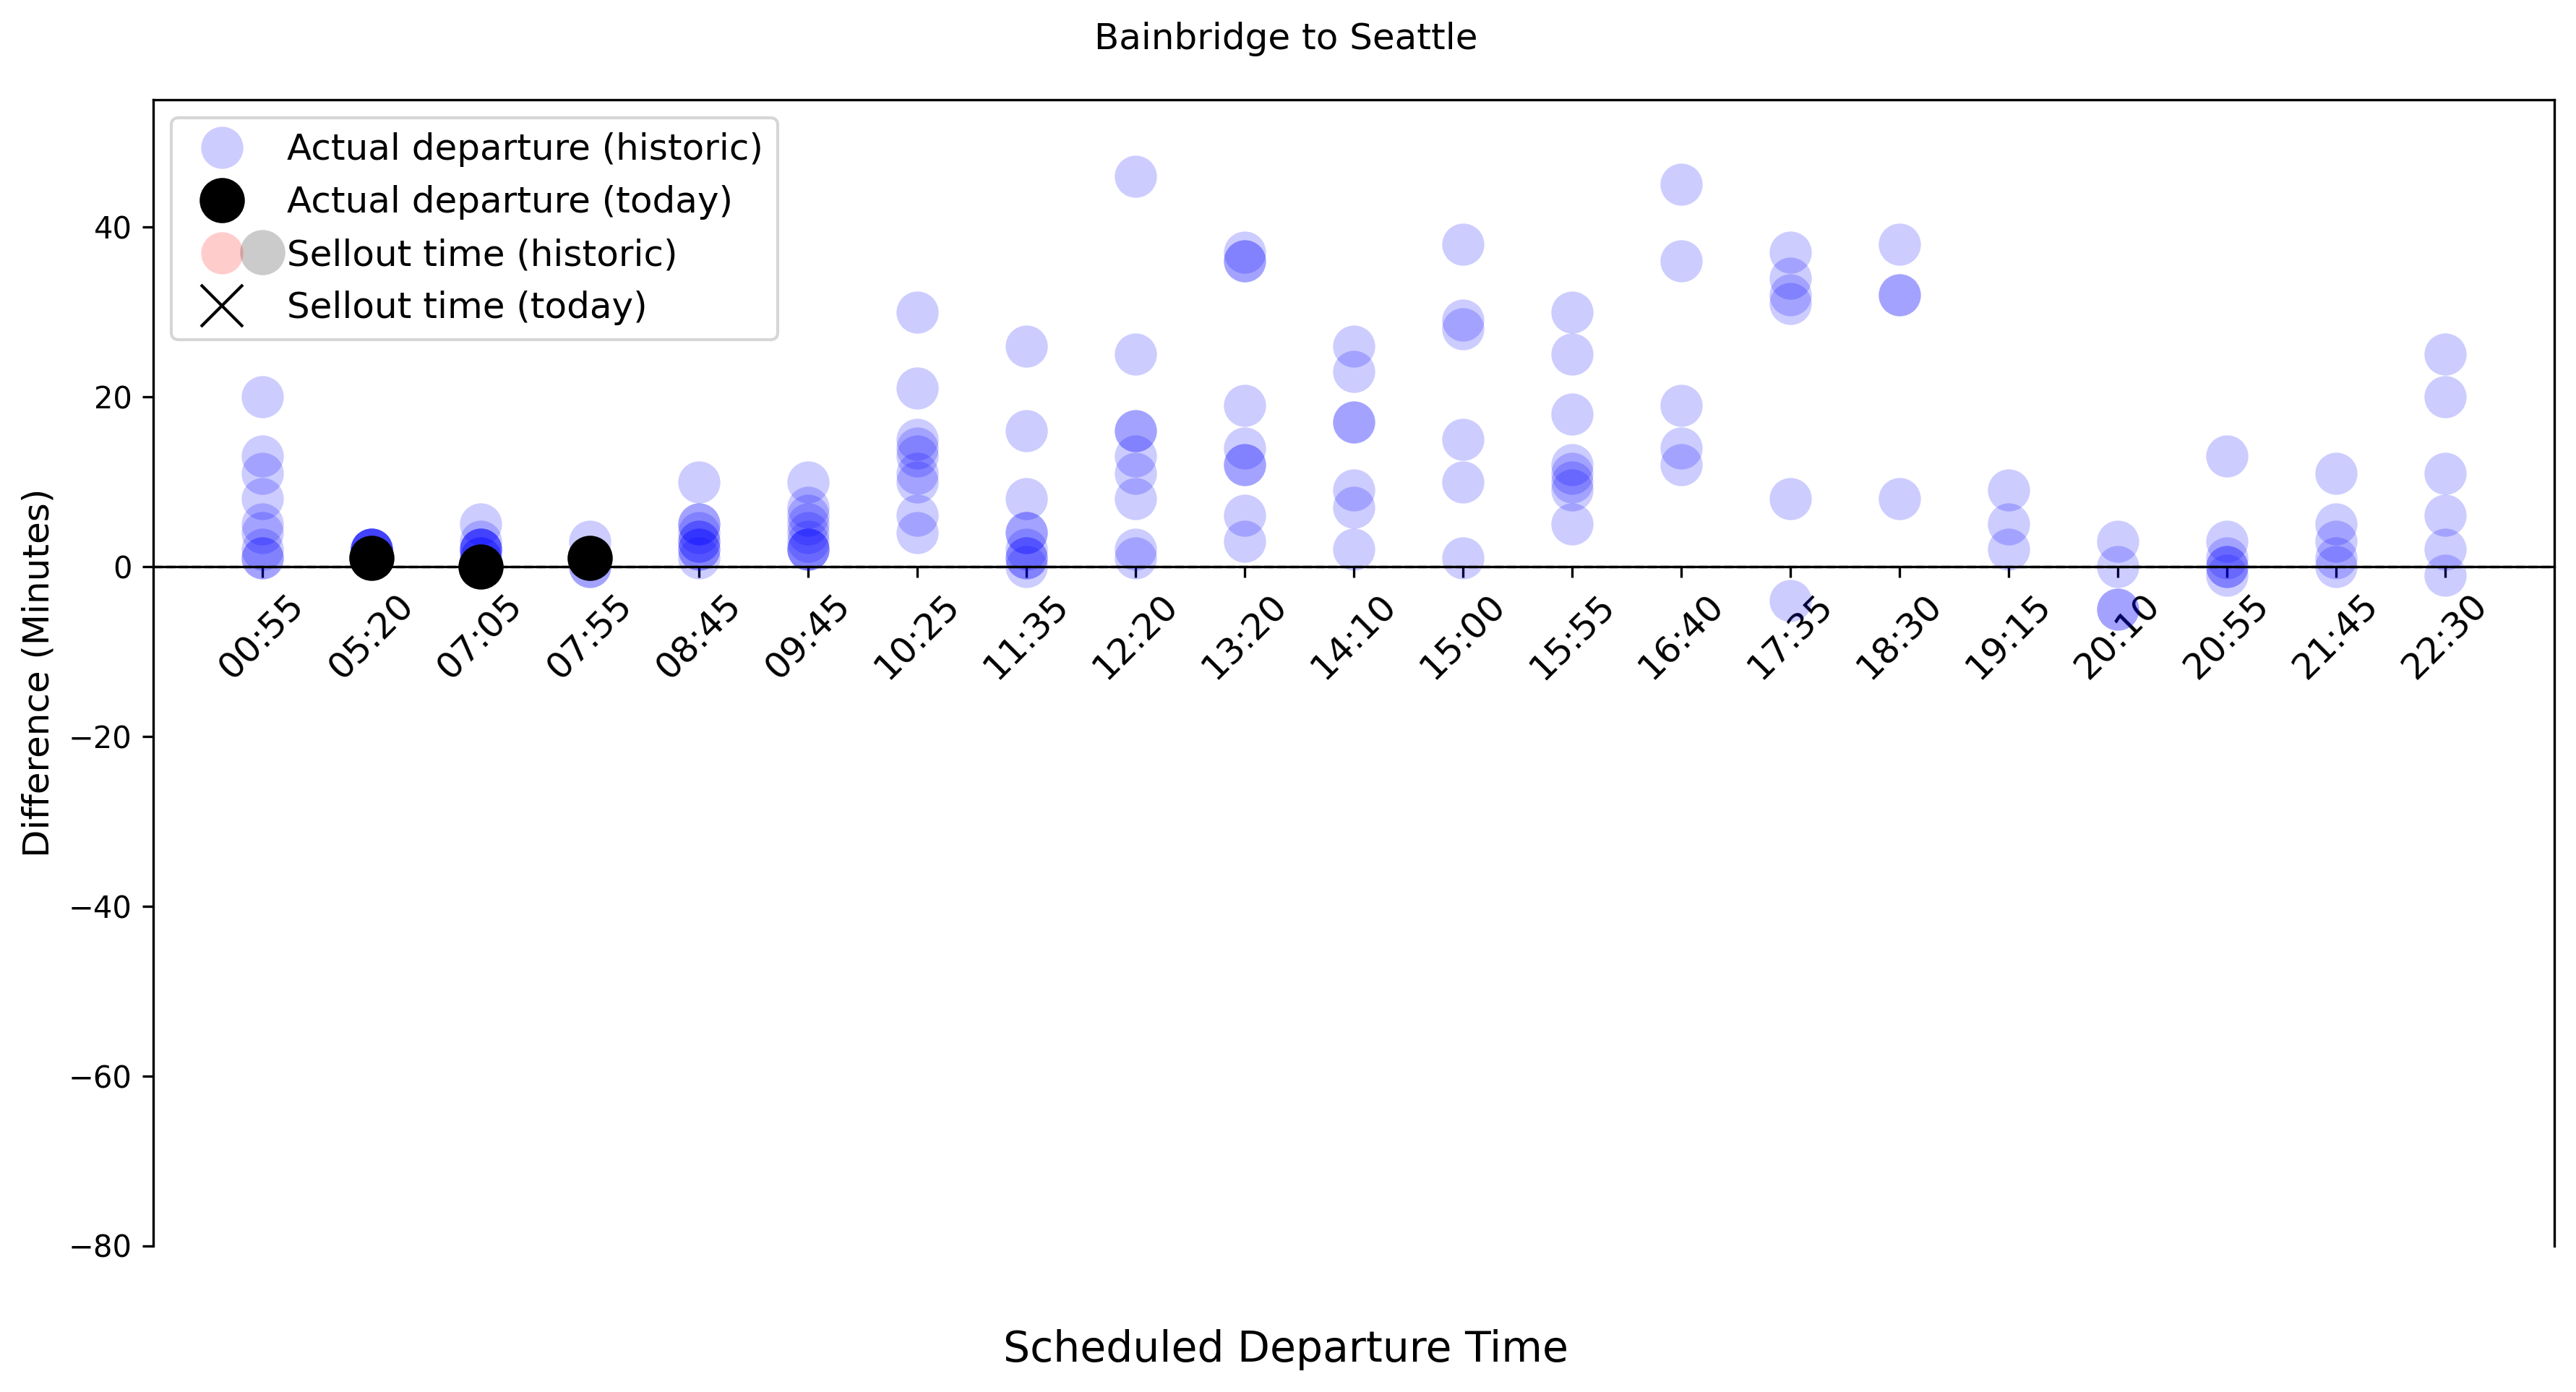 Bainbridge to Seattle
Actual departure (historic)
Actual departure (today)
Sellout time (historic)
Sellout time (today)
Difference (Minutes)
40
20
0
−20
−40
−60
−80
00:55 05:20 07:05 07:55 08:45 09:45 10:25 11:35 12:20 13:20 14:10 15:00 15:55 16:40 17:35 18:30 19:15 20:10 20:55 21:45 22:30
Scheduled Departure Time